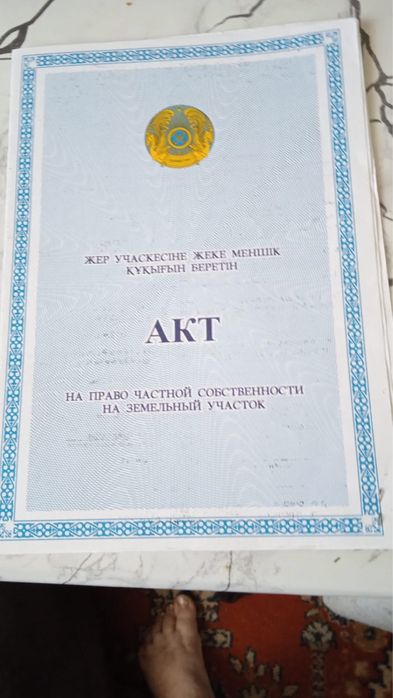 ЖЕР УЧАСКЕСІНЕ ЖЕКЕ МЕНШІК
ҚҰҚЫҒЫН БЕРЕТІН
АКТ
НА ПРАВО ЧАСТНОЙ СОБСТВЕННОСТИ
НА ЗЕМЕЛЬНЫЙ УЧАСТОК